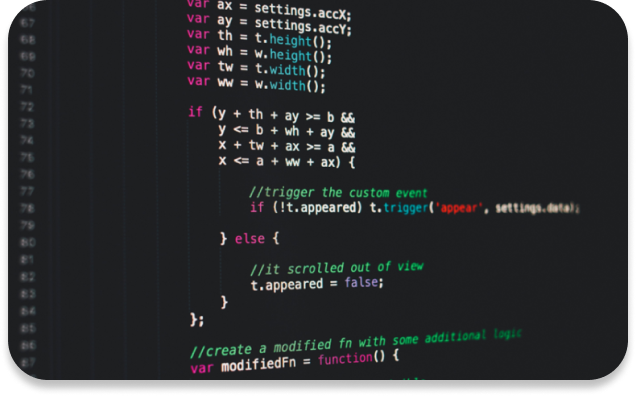 67 var ax = settings.accX;
68 var ay = settings.accY;
69 var th = t.height();
70 var wh = w.height();
71 var tw = t.width();
var ww = w.width();
72
73 if (y + th + ay >= b &&
74 y <= b + wh + ay &&
75 x + tw + ax >= a &&
76 x <= a + ww + ax) {
77 //trigger the custom event
78 if (!t.appeared) t.trigger('appear', settings.data);
79
80 } else {
81
82 //it scrolled out of view
83 t.appeared = false;
84 }
85 };
86
87 //create a modified fn with some additional logic
var modifiedFn = function() {